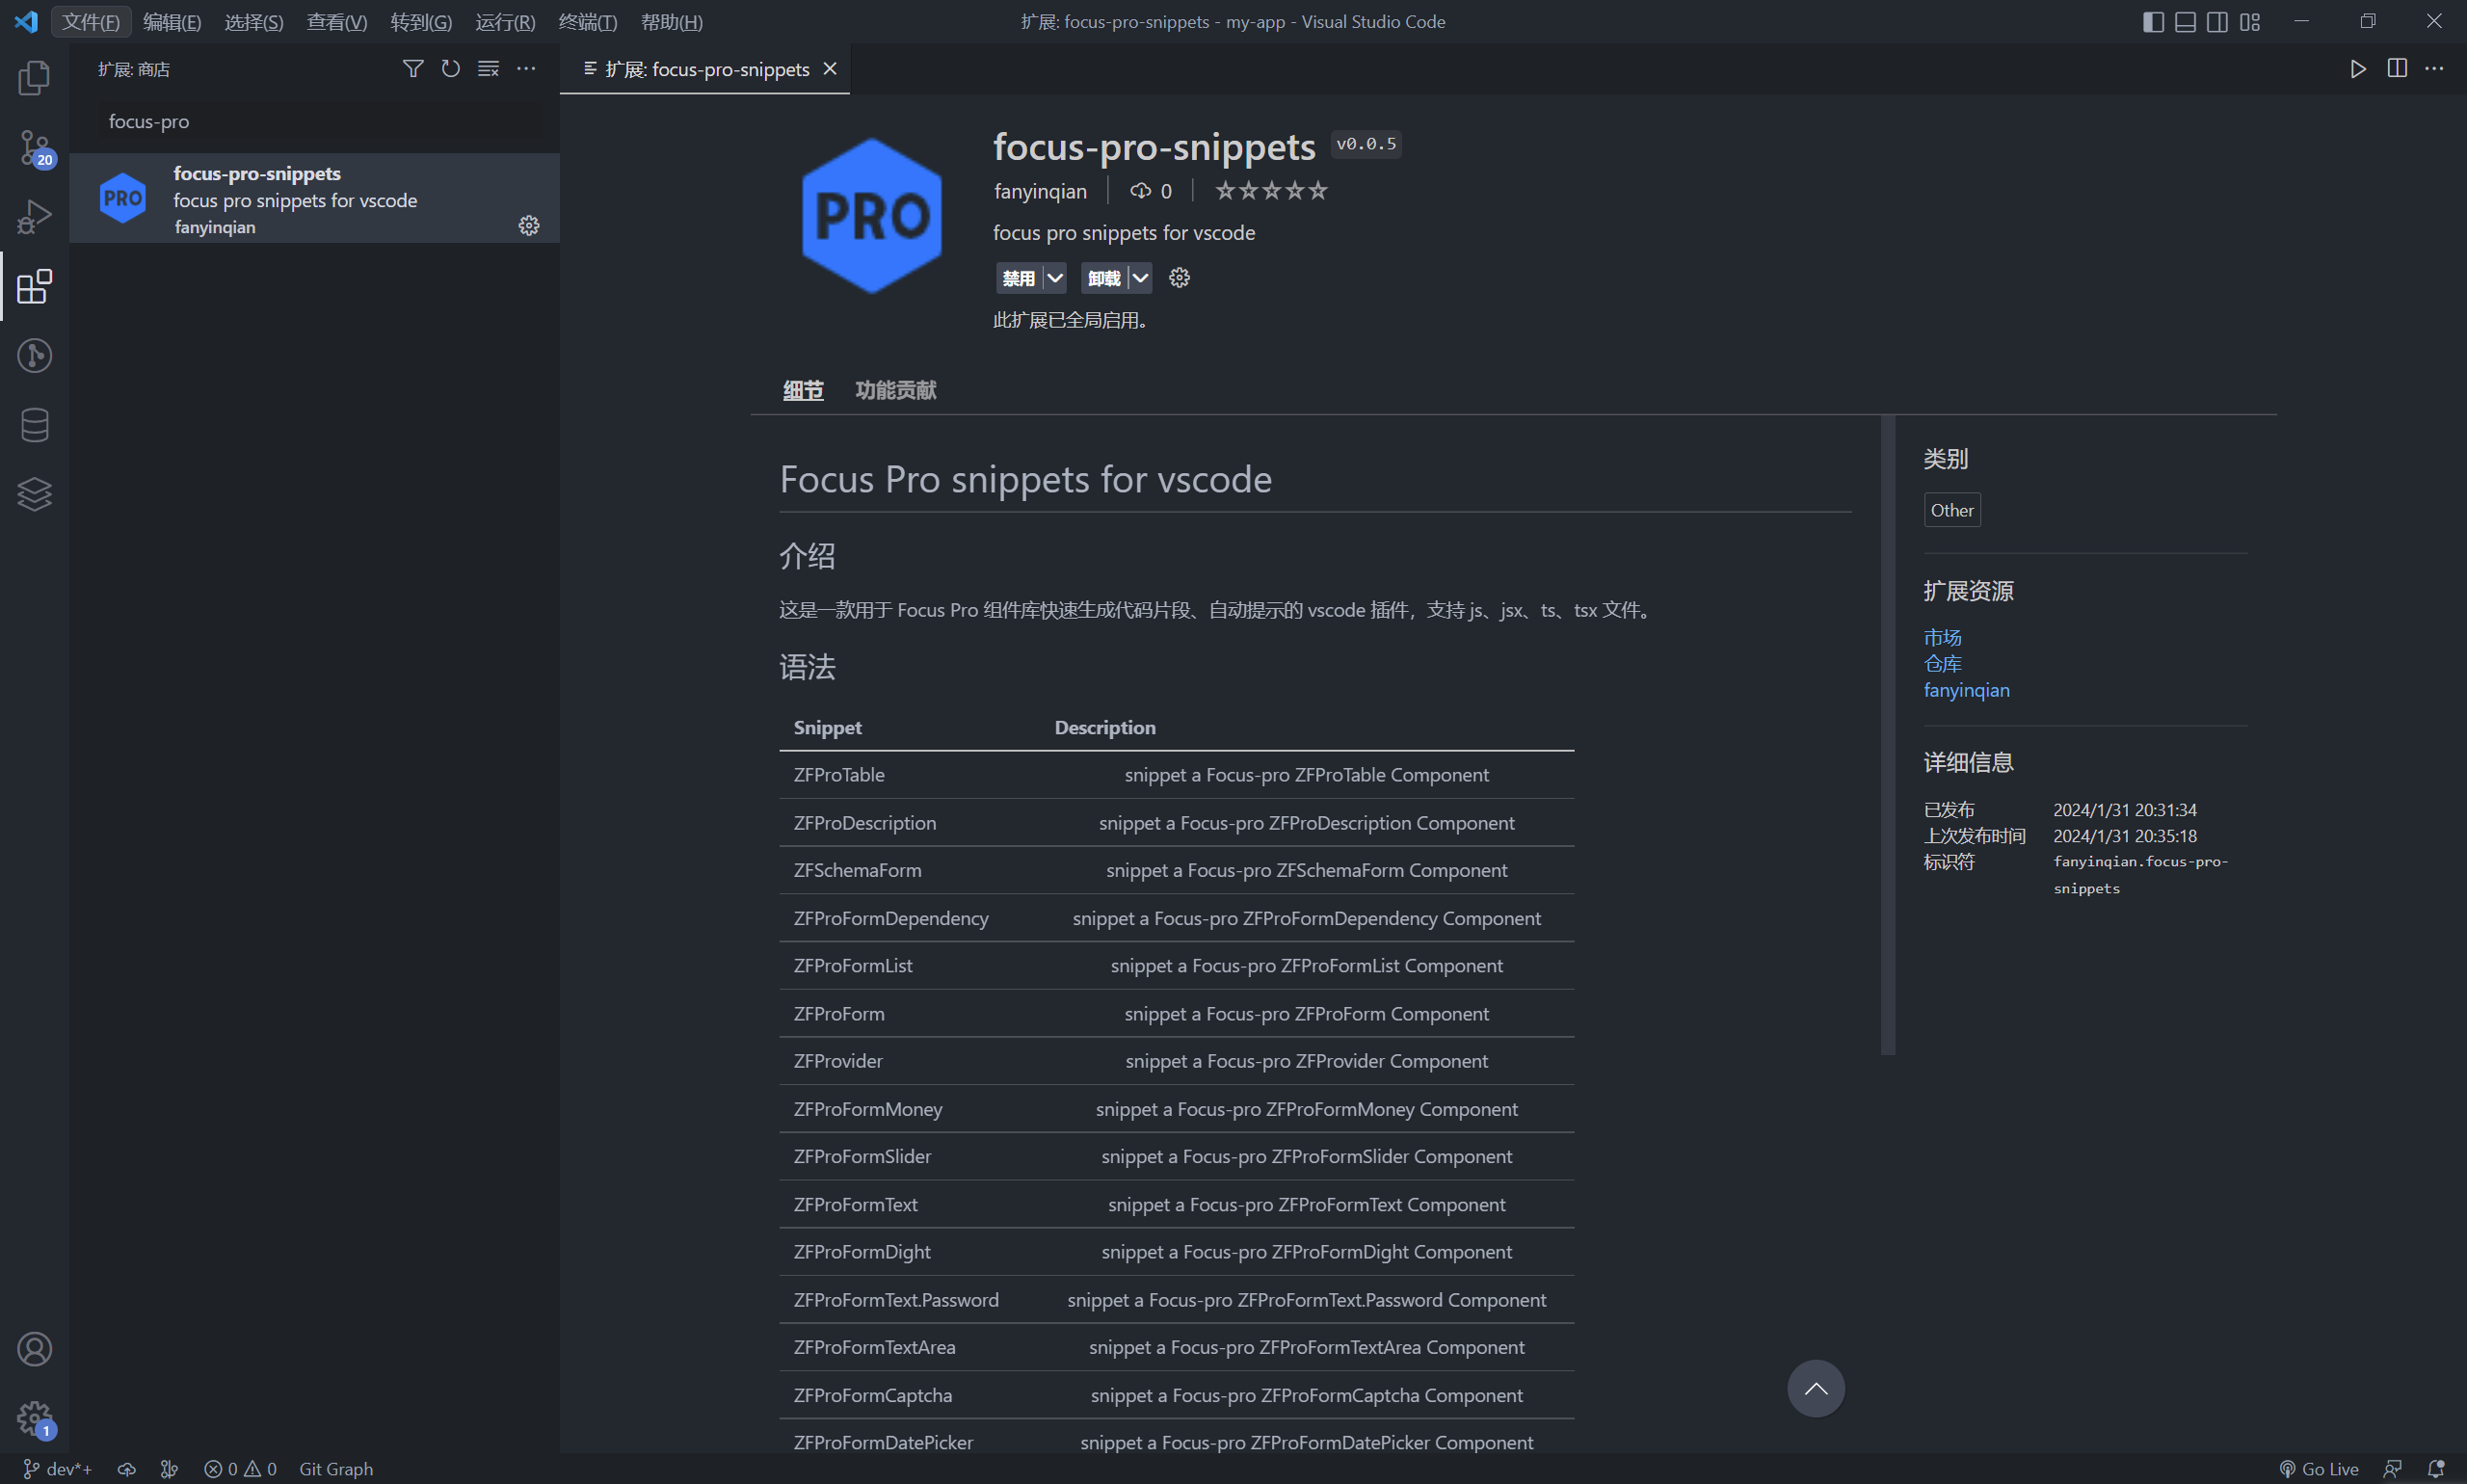 文件(F) 编辑(E) 选择(S) 查看(V) 转到(G) 运行(R) 终端(T) 帮助(H)
扩展: focus-pro-snippets - my-app - Visual Studio Code
扩展: 商店
扩展: focus-pro-snippets
focus-pro
20
PRO
focus-pro-snippets
focus pro snippets for vscode
fanyinqian
PRO
focus-pro-snippets v0.0.5
fanyinqian 0
focus pro snippets for vscode
禁用 卸载
此扩展已全局启用。
细节 功能贡献
Focus Pro snippets for vscode
介绍
这是一款用于 Focus Pro 组件库快速生成代码片段、自动提示的 vscode 插件，支持 js、jsx、ts、tsx 文件。
语法
Snippet Description
ZFProTable snippet a Focus-pro ZFProTable Component
ZFProDescription snippet a Focus-pro ZFProDescription Component
ZFSchemaForm snippet a Focus-pro ZFSchemaForm Component
ZFProFormDependency snippet a Focus-pro ZFProFormDependency Component
ZFProFormList snippet a Focus-pro ZFProFormList Component
ZFProForm snippet a Focus-pro ZFProForm Component
ZFProvider snippet a Focus-pro ZFProvider Component
ZFProFormMoney snippet a Focus-pro ZFProFormMoney Component
ZFProFormSlider snippet a Focus-pro ZFProFormSlider Component
ZFProFormText snippet a Focus-pro ZFProFormText Component
ZFProFormDight snippet a Focus-pro ZFProFormDight Component
ZFProFormText.Password snippet a Focus-pro ZFProFormText.Password Component
ZFProFormTextArea snippet a Focus-pro ZFProFormTextArea Component
ZFProFormCaptcha snippet a Focus-pro ZFProFormCaptcha Component
ZFProFormDatePicker snippet a Focus-pro ZFProFormDatePicker Component
类别
Other
扩展资源
市场
仓库
fanyinqian
详细信息
已发布 2024/1/31 20:31:34
上次发布时间 2024/1/31 20:35:18
标识符 fanyinqian.focus-pro-
snippets
1
dev*+ 0 0 Git Graph
Go Live